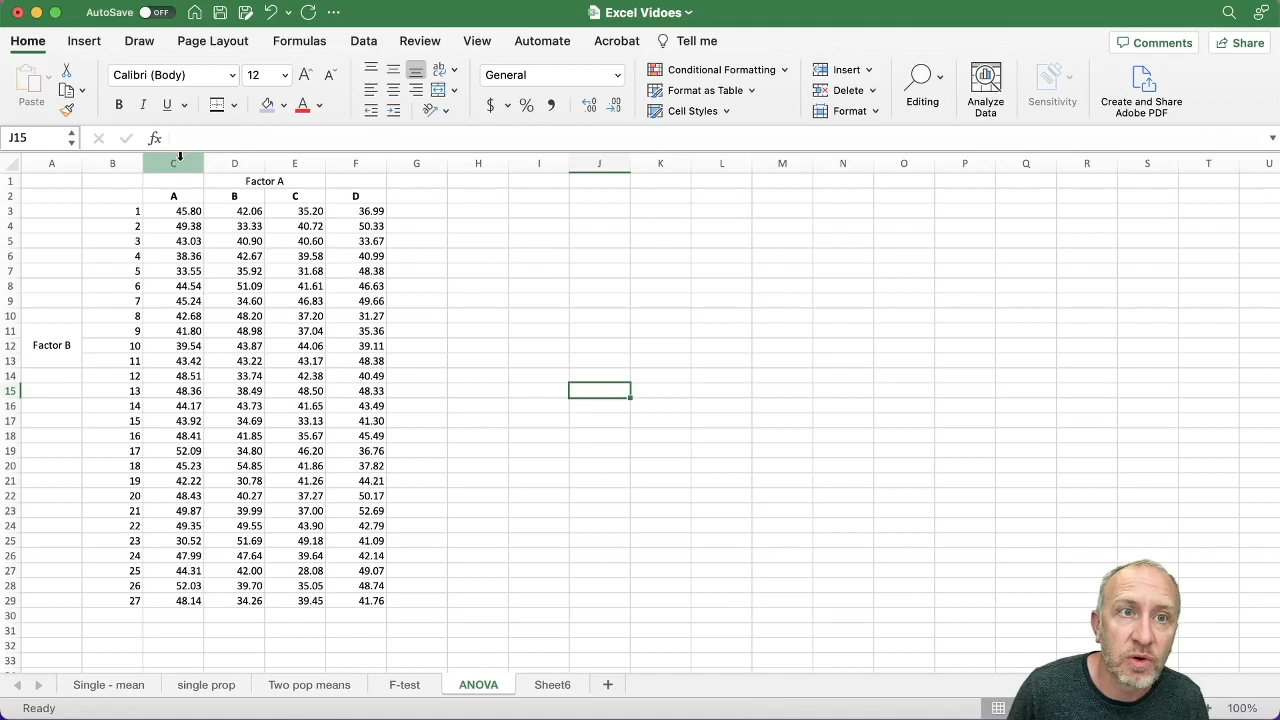 AutoSave OFF ... Excel Vidoes
Home Insert Draw Page Layout Formulas Data Review View Automate Acrobat Tell me Comments Share
Paste Calibri (Body) 12 A A ab General Conditional Formatting Insert Editing Analyze Data Sensitivity Create and Share Adobe PDF
Format as Table Delete
B I U A $ % Cell Styles Format
J15 fx
A B C D E F G H I J K L M N O P Q R S T U
1 Factor A
2 A B C D
3 1 45.80 42.06 35.20 36.99
4 2 49.38 33.33 40.72 50.33
5 3 43.03 40.90 40.60 33.67
6 4 38.36 42.67 39.58 40.99
7 5 33.55 35.92 31.68 48.38
8 6 44.54 51.09 41.61 46.63
9 7 45.24 34.60 46.83 49.66
10 8 42.68 48.20 37.20 31.27
11 9 41.80 48.98 37.04 35.36
12 Factor B 10 39.54 43.87 44.06 39.11
13 11 43.42 43.22 43.17 48.38
14 12 48.51 33.74 42.38 40.49
15 13 48.36 38.49 48.50 48.33
16 14 44.17 43.73 41.65 43.49
17 15 43.92 34.69 33.13 41.30
18 16 48.41 41.85 35.67 45.49
19 17 52.09 34.80 46.20 36.76
20 18 45.23 54.85 41.86 37.82
21 19 42.22 30.78 41.26 44.21
22 20 48.43 40.27 37.27 50.17
23 21 49.87 39.99 37.00 52.69
24 22 49.35 49.55 43.90 42.79
25 23 30.52 51.69 49.18 41.09
26 24 47.99 47.64 39.64 42.14
27 25 44.31 42.00 28.08 49.07
28 26 52.03 39.70 35.05 48.74
29 27 48.14 34.26 39.45 41.76
30
31
32
33
Single - mean single prop Two pop means F-test ANOVA Sheet6 +
Ready 100%